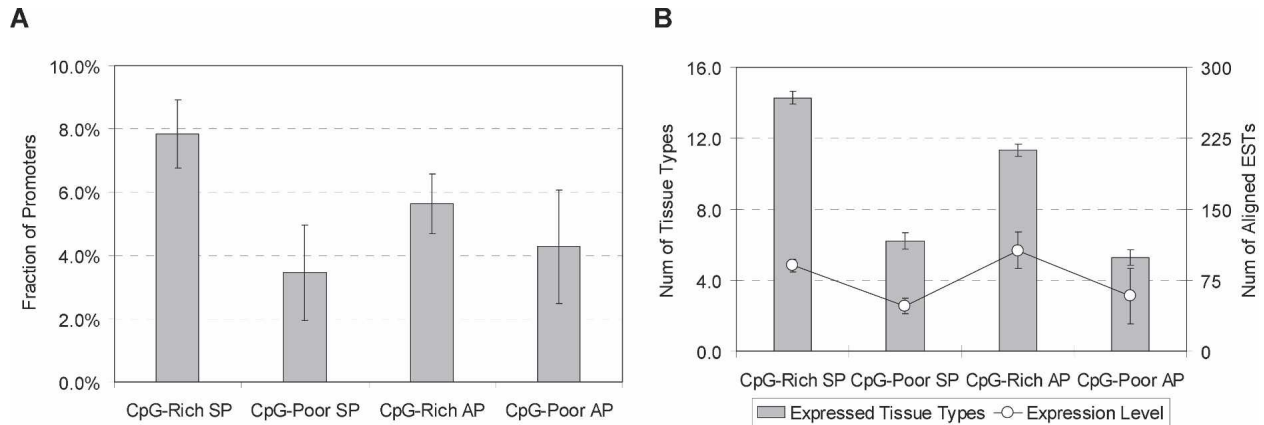 A
B
Fraction of Promoters
10.0%
8.0%
6.0%
4.0%
2.0%
0.0%
CpG-Rich SP CpG-Poor SP CpG-Rich AP CpG-Poor AP
Num of Tissue Types
16.0
12.0
8.0
4.0
0.0
300
225
150
75
0
Num of Aligned ESTs
CpG-Rich SP CpG-Poor SP CpG-Rich AP CpG-Poor AP
Expressed Tissue Types Expression Level